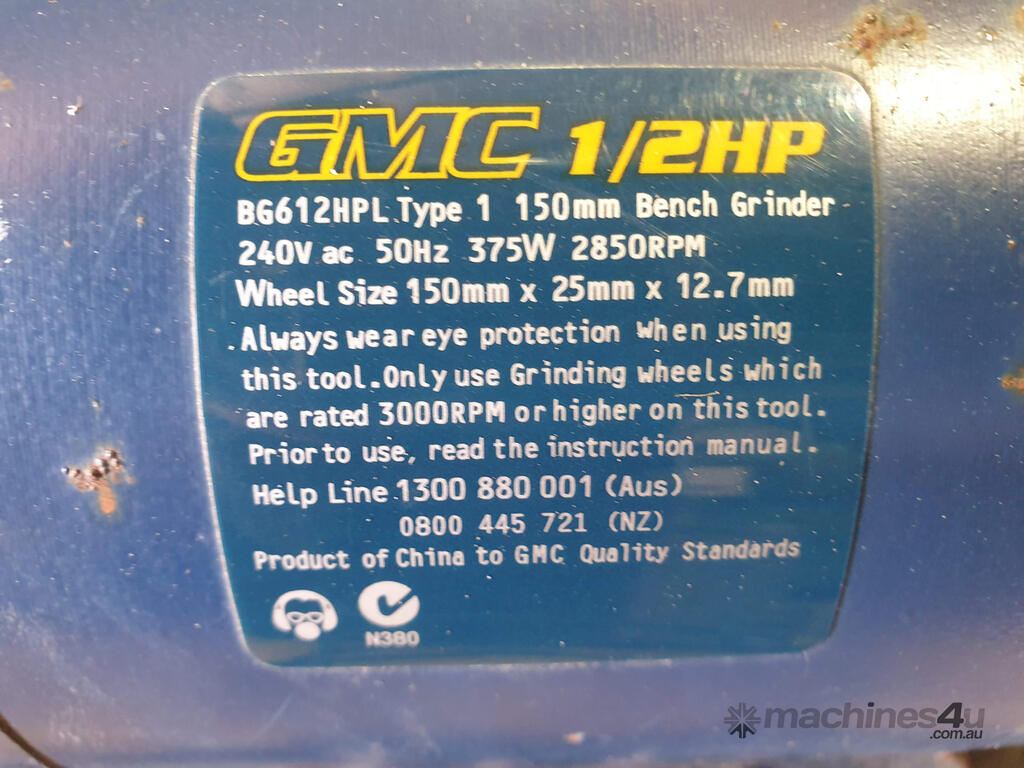 GMC 1/2HP
BG612HPL Type 1 150mm Bench Grinder
240V ac 50Hz 375W 2850RPM
Wheel Size 150mm x 25mm x 12.7mm
Always wear eye protection when using
this tool. Only use Grinding wheels which
are rated 3000RPM or higher on this tool.
Prior to use, read the instruction manual.
Help Line 1300 880 001 (Aus)
0800 445 721 (NZ)
Product of China to GMC Quality Standards
N380
machines4u
.com.au